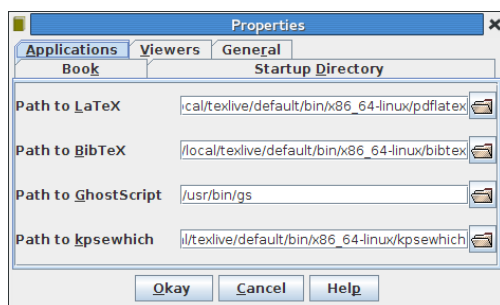 Properties
Applications Viewers General
Book Startup Directory
Path to LaTeX ocal/texlive/default/bin/x86_64-linux/pdflatex
Path to BibTeX /local/texlive/default/bin/x86_64-linux/bibtex
Path to GhostScript /usr/bin/gs
Path to kpsewhich al/texlive/default/bin/x86_64-linux/kpsewhich
Okay Cancel Help